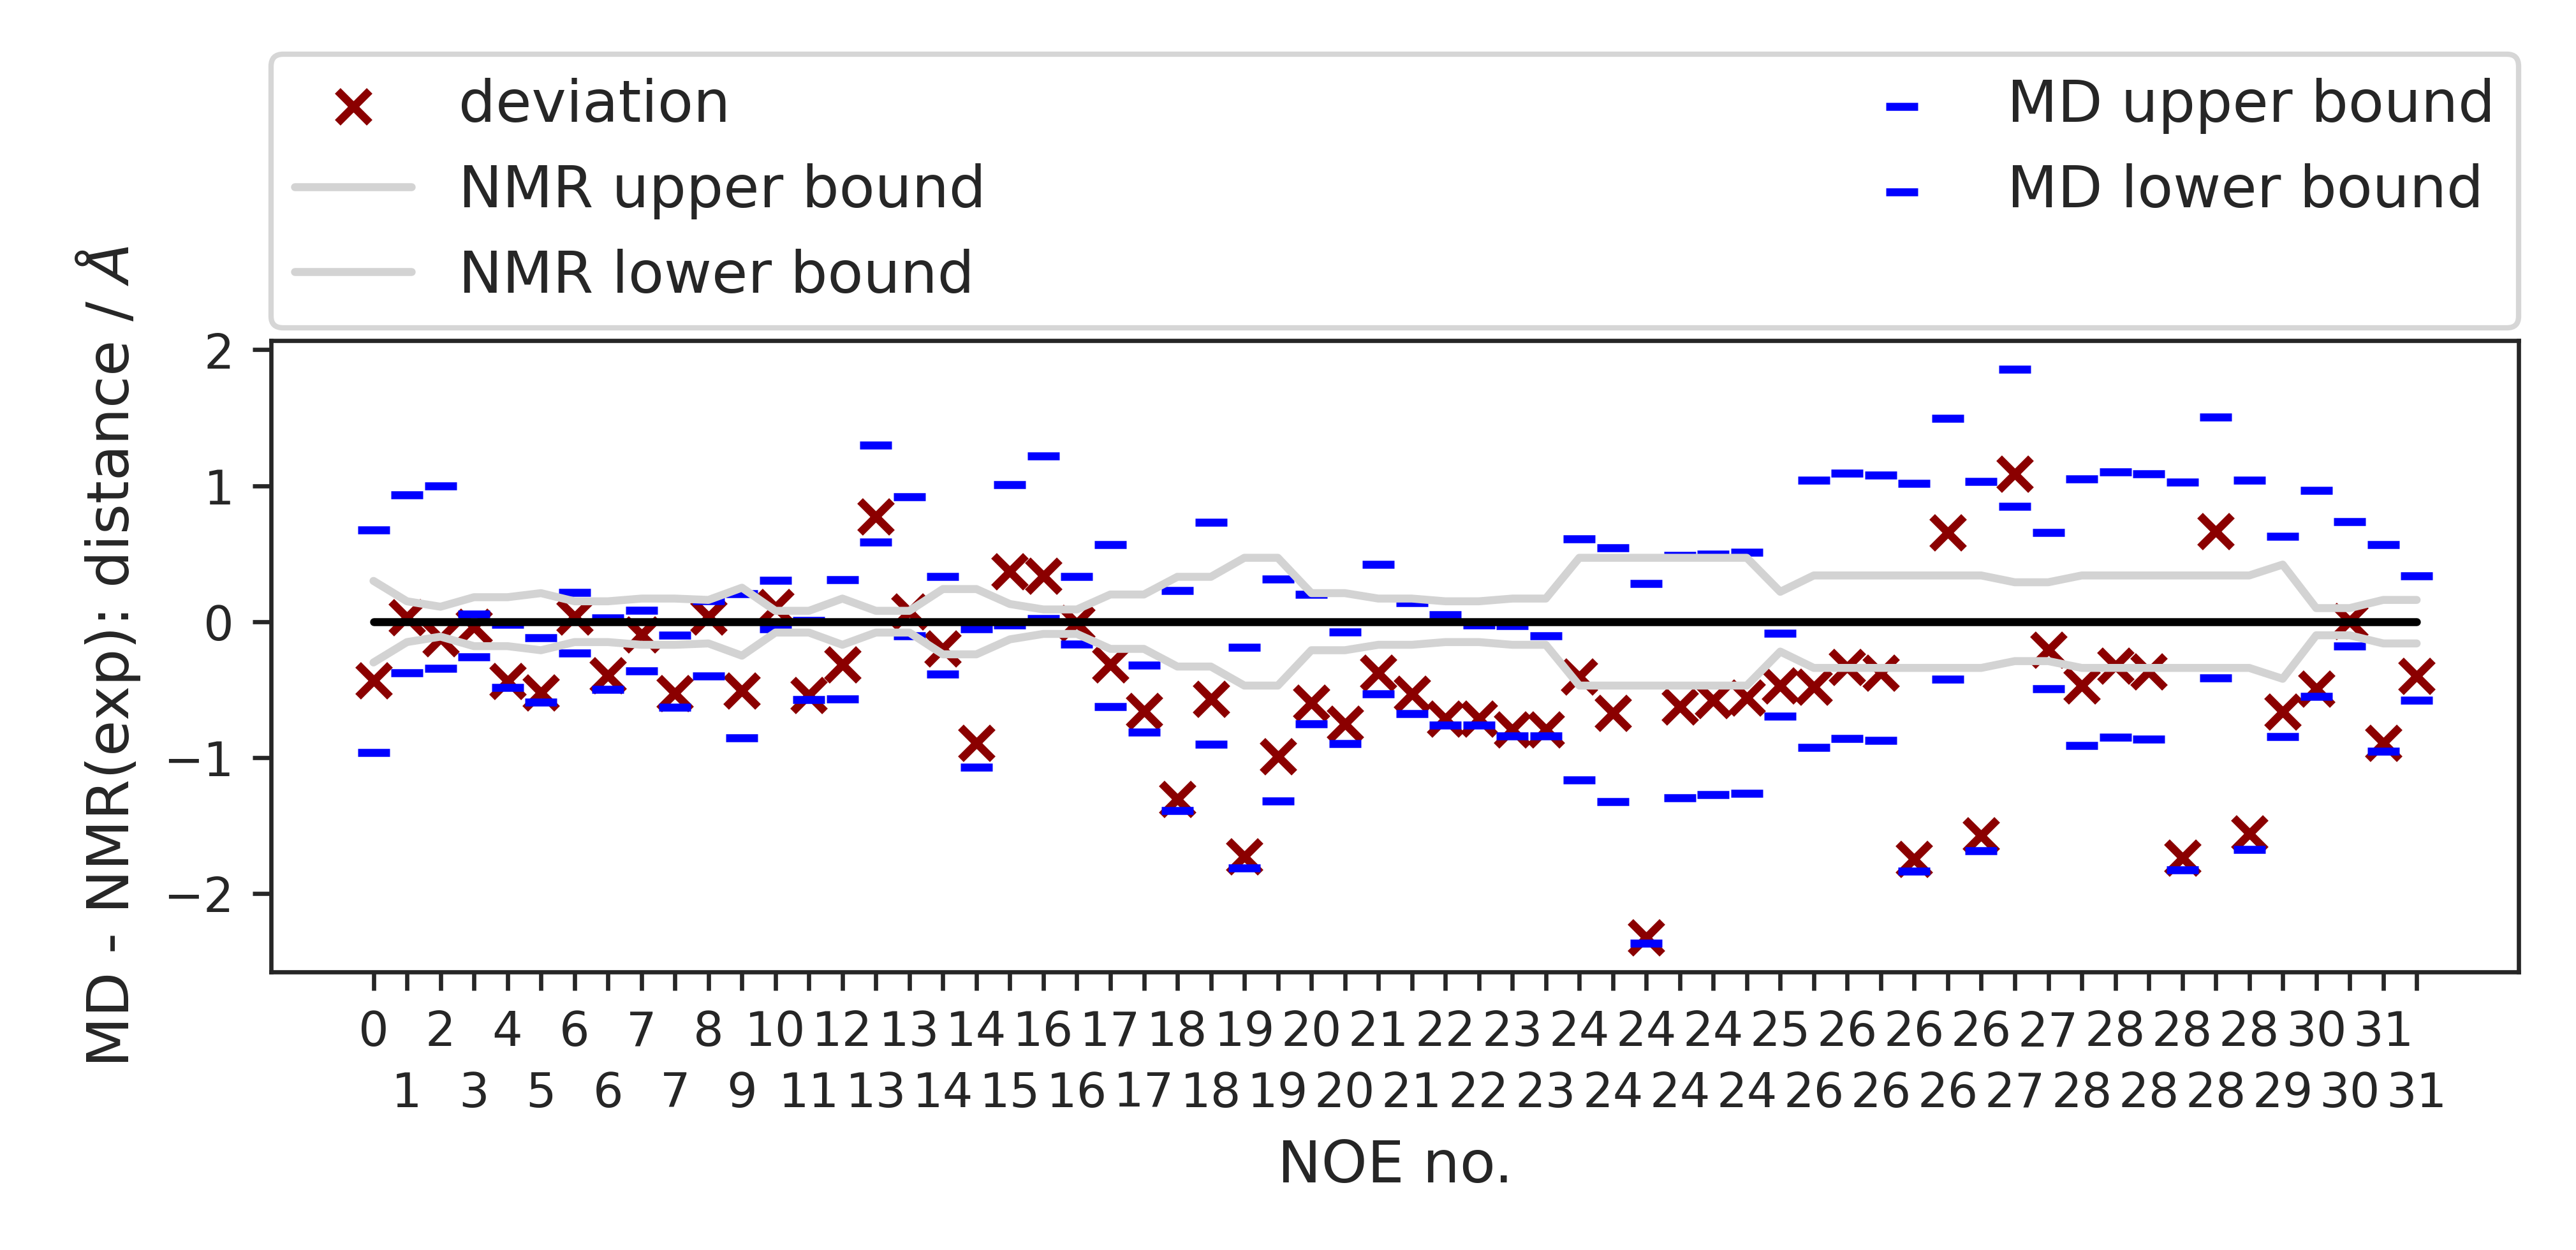 deviation
NMR upper bound
NMR lower bound
MD upper bound
MD lower bound
MD - NMR(exp): distance / Å
2
1
0
−1
−2
0 2 4 6 7 8 10 12 13 14 16 17 18 19 20 21 22 23 24 24 24 25 26 26 26 27 28 28 28 30 31
1 3 5 6 7 9 11 13 14 15 16 17 18 19 20 21 22 23 24 24 24 26 26 26 27 28 28 28 29 30 31
NOE no.